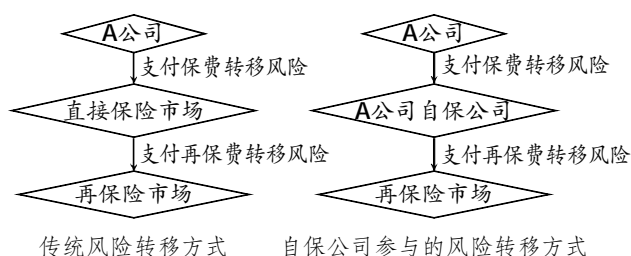 A公司
支付保费转移风险
直接保险市场
支付再保费转移风险
再保险市场
传统风险转移方式
A公司
支付保费转移风险
A公司自保公司
支付再保费转移风险
再保险市场
自保公司参与的风险转移方式